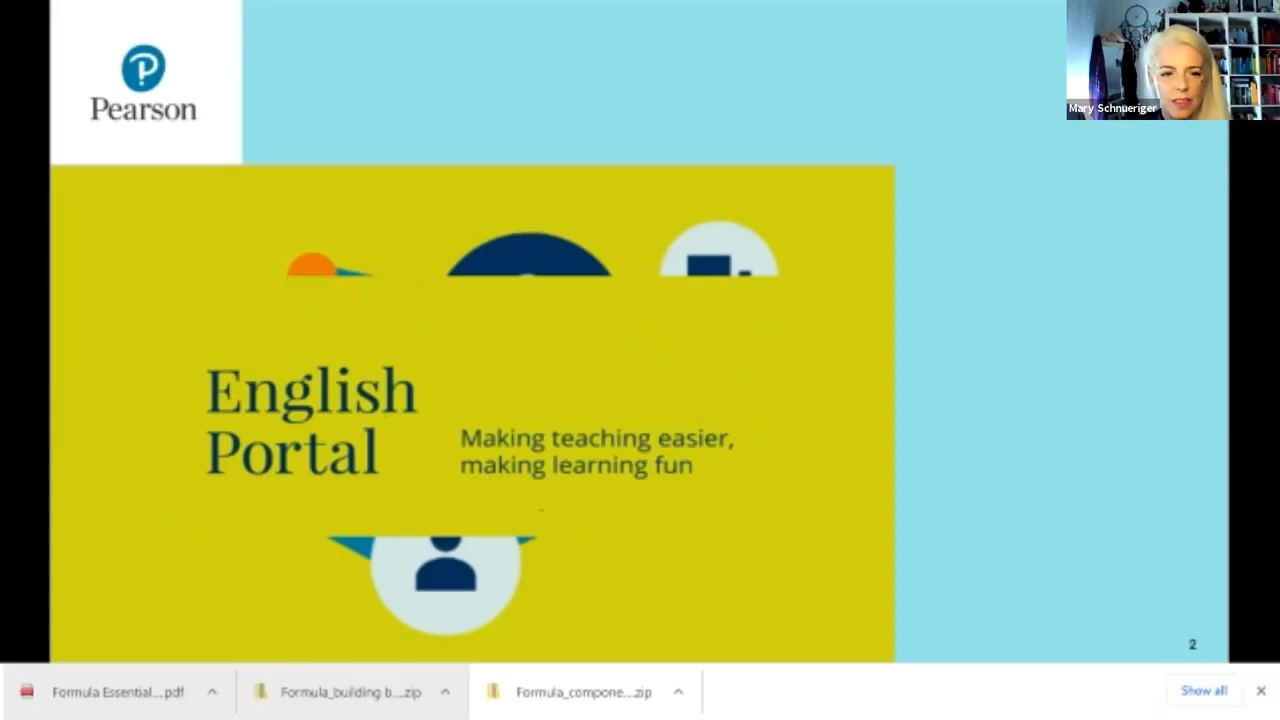 Pearson
Mary Schnueriger
English
Portal
Making teaching easier,
making learning fun
2
Formula Essential....pdf
Formula_building b....zip
Formula_compone....zip
Show all